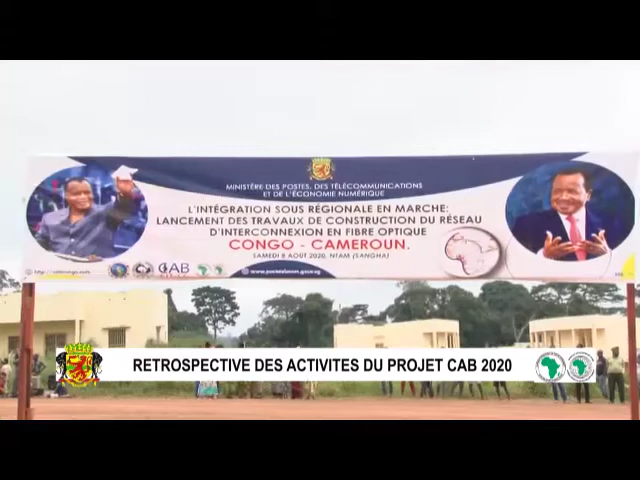 MINISTÈRE DES POSTES, DES TÉLÉCOMMUNICATIONS
ET DE L'ÉCONOMIE NUMÉRIQUE
L'INTÉGRATION SOUS RÉGIONALE EN MARCHE:
LANCEMENT DES TRAVAUX DE CONSTRUCTION DU RÉSEAU
D'INTERCONNEXION EN FIBRE OPTIQUE
CONGO - CAMEROUN.
SAMEDI 8 AOUT 2020, NTAM (SANGHA)
CAB
RETROSPECTIVE DES ACTIVITES DU PROJET CAB 2020